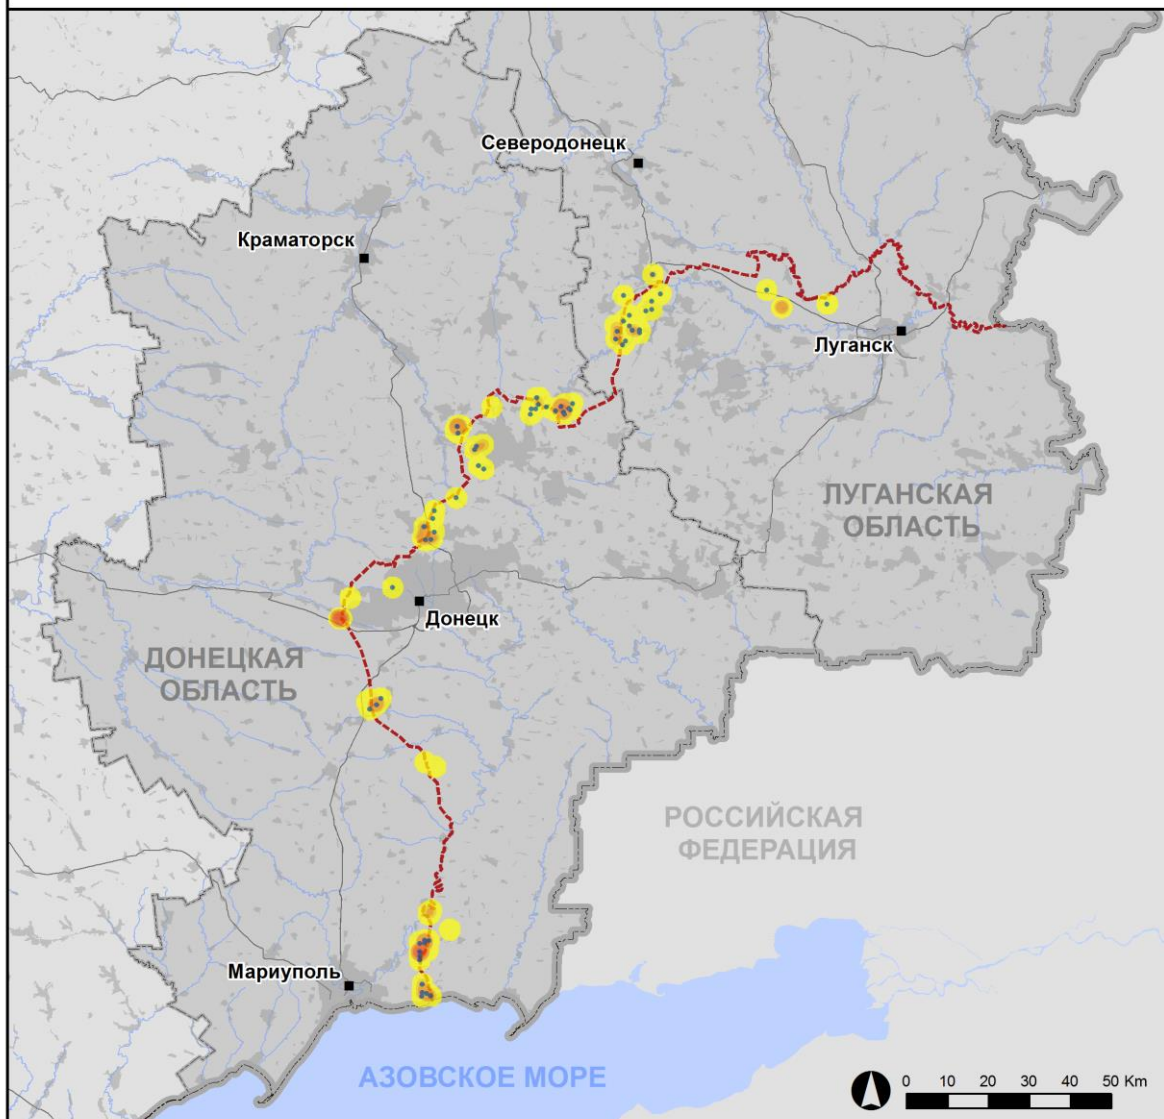 Северодонецк
Краматорск
Луганск
ЛУГАНСКАЯ
ОБЛАСТЬ
Донецк
ДОНЕЦКАЯ
ОБЛАСТЬ
РОССИЙСКАЯ
ФЕДЕРАЦИЯ
Мариуполь
АЗОВСКОЕ МОРЕ
0 10 20 30 40 50 Km